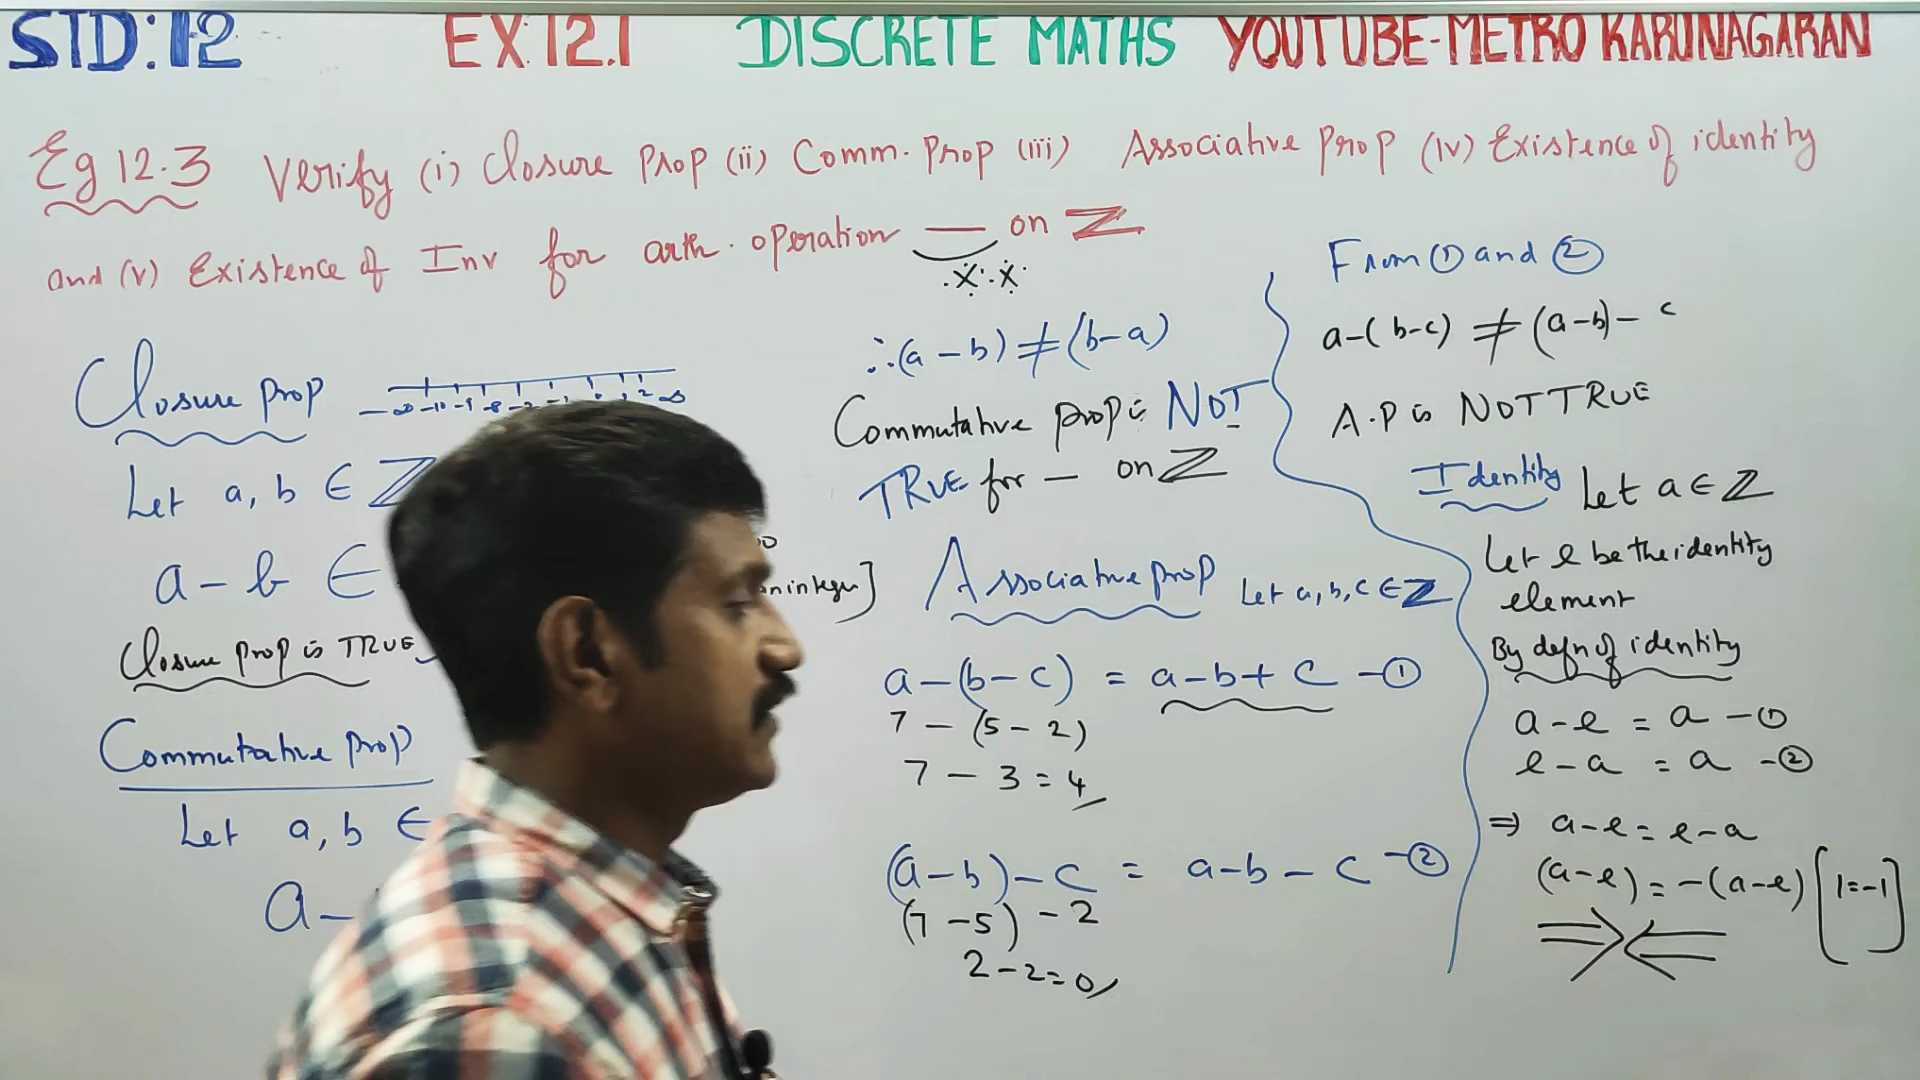 STD:12 EX:12.1 DISCRETE MATHS YOUTUBE-METRO KARUNAGARAN
Eg 12.3 Verify (i) Closure Prop (ii) Comm. Prop (iii) Associative Prop (iv) Existence of identity
and (v) Existence of Inv for arth. operation — on ℤ
Closure prop
Let a, b ∈ ℤ
a - b ∈
an integer]
Closure prop is TRUE
Commutative Prop
Let a, b ∈
a -
∴ (a - b) ≠ (b - a)
Commutative prop is NOT
TRUE for — on ℤ
Associative prop Let a, b, c ∈ ℤ
a - (b - c) = a - b + c - ①
7 - (5 - 2)
7 - 3 = 4
(a - b) - c = a - b - c - ②
(7 - 5) - 2
2 - 2 = 0
From ① and ②
a - (b - c) ≠ (a - b) - c
A.P is NOT TRUE
Identity Let a ∈ ℤ
Let e be the identity
element
By defn of identity
a - e = a - ①
e - a = a - ②
⇒ a - e = e - a
(a - e) = -(a - e) [1 = -1]
⇒⇐